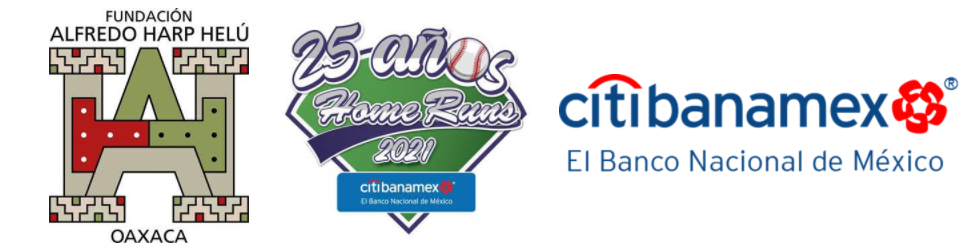 FUNDACIÓN
ALFREDO HARP HELÚ
OAXACA
25 años
Home Runs
2021
citibanamex
El Banco Nacional de México
citibanamex®
El Banco Nacional de México